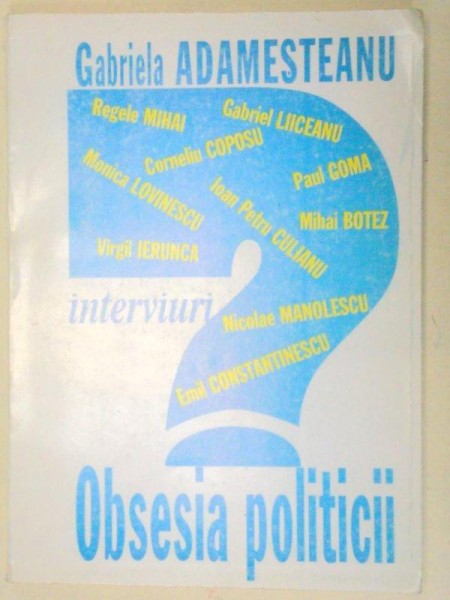 Gabriela ADAMESTEANU
Regele MIHAI
Gabriel LIICEANU
Corneliu COPOSU
Paul GOMA
Monica LOVINESCU
Ioan Petru CULIANU
Mihai BOTEZ
Virgil IERUNCA
interviuri
Nicolae MANOLESCU
Emil CONSTANTINESCU
Obsesia politicii